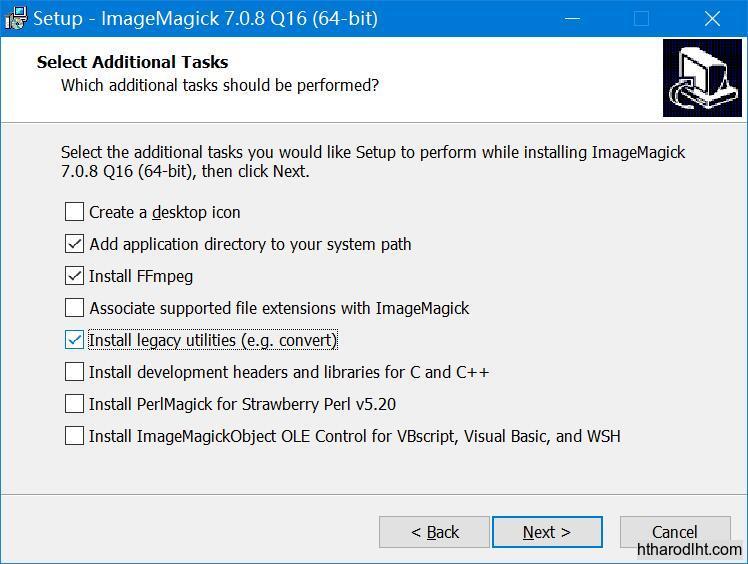 Setup - ImageMagick 7.0.8 Q16 (64-bit)
Select Additional Tasks
Which additional tasks should be performed?
Select the additional tasks you would like Setup to perform while installing ImageMagick
7.0.8 Q16 (64-bit), then click Next.
Create a desktop icon
Add application directory to your system path
Install FFmpeg
Associate supported file extensions with ImageMagick
Install legacy utilities (e.g. convert)
Install development headers and libraries for C and C++
Install PerlMagick for Strawberry Perl v5.20
Install ImageMagickObject OLE Control for VBscript, Visual Basic, and WSH
< Back Next > Cancel
htharodlht.com